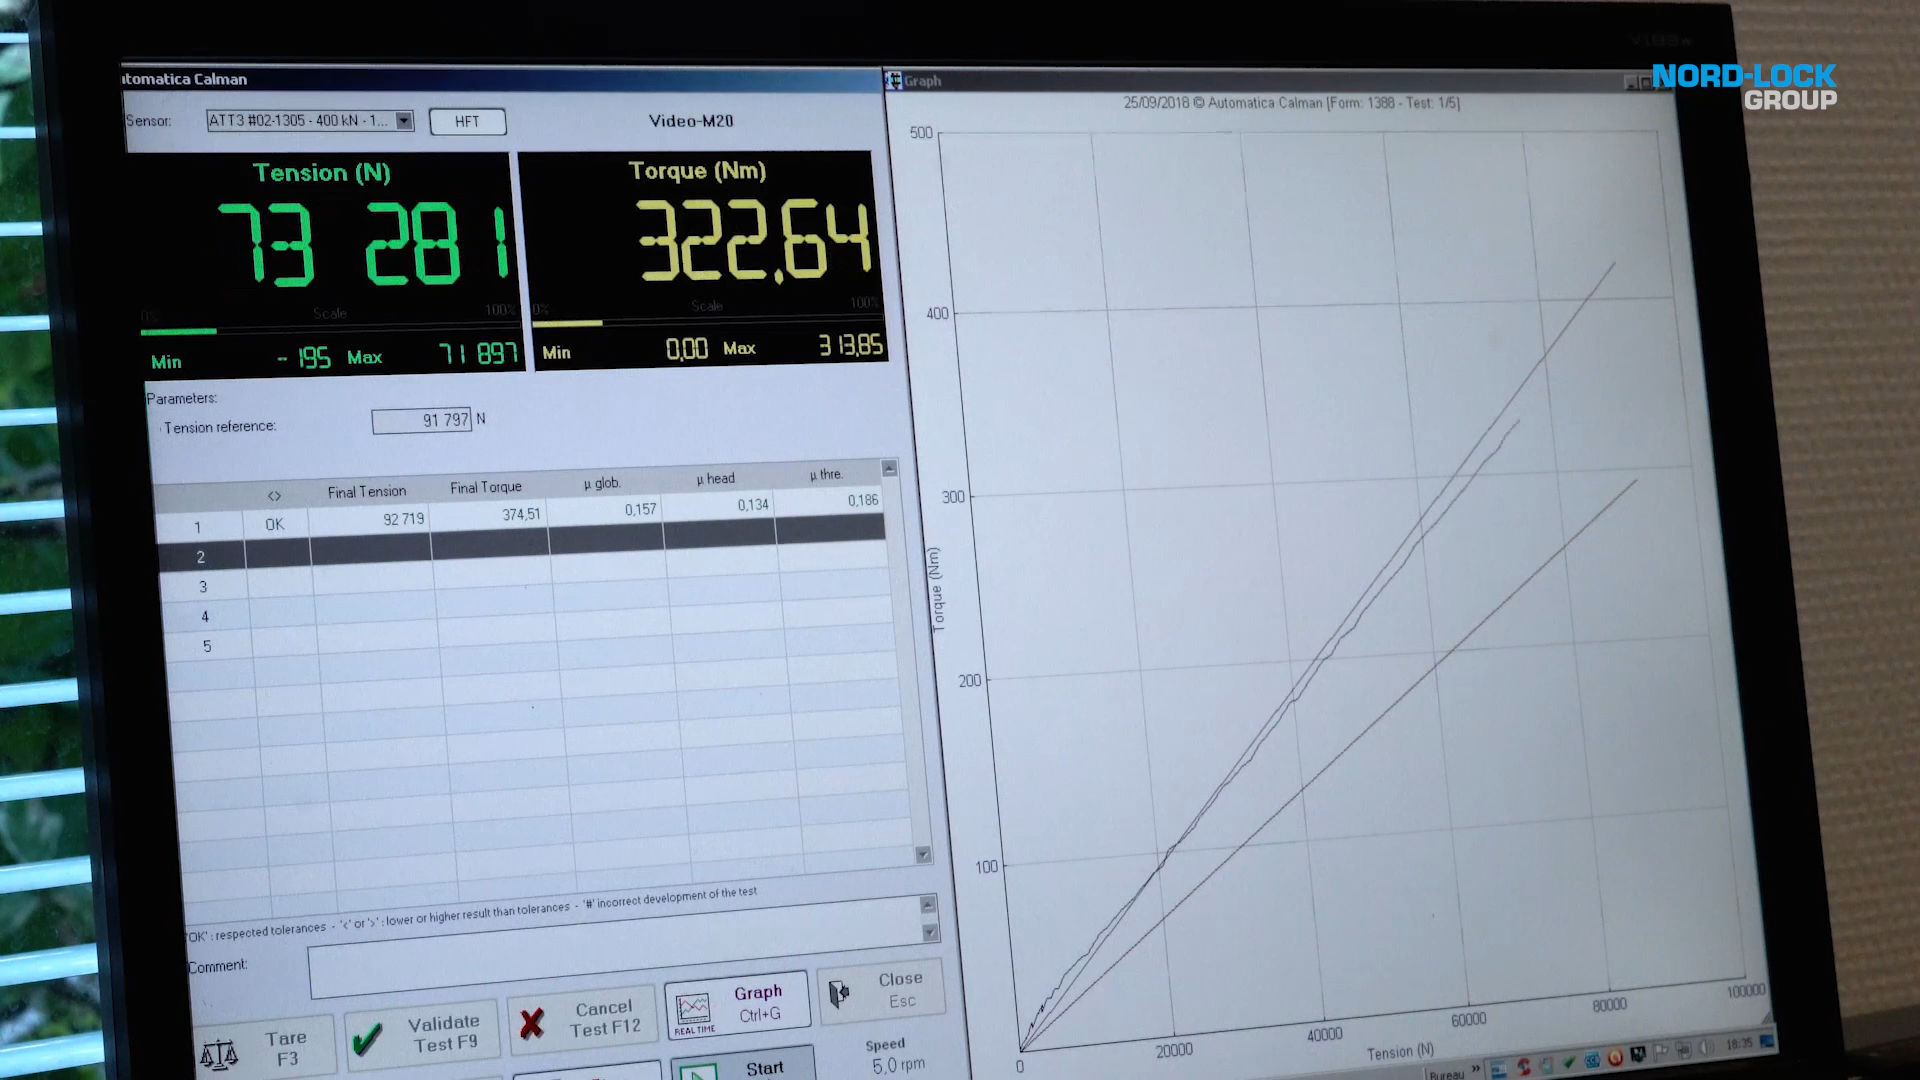 NORD-LOCK
GROUP
tomatica Calman
Sensor:
ATT3 #02-1305 - 400 kN - 1...
HFT
Video-M20
Tension (N)
73 281
0%
Scale
100%
Min
-195
Max
71 897
Torque (Nm)
322,64
0%
Scale
100%
Min
0,00
Max
313,85
Parameters:
Tension reference:
91 797
N
<> Final Tension Final Torque µ glob. µ head µ thre.
1 OK 92 719 374,51 0,157 0,134 0,186
2
3
4
5
'OK' : respected tolerances - '<' or '>' : lower or higher result than tolerances - '#' incorrect development of the test
Comment:
Tare
F3
Validate
Test F9
Cancel
Test F12
REAL TIME
Graph
Ctrl+G
Close
Esc
Start
Speed
5,0 rpm
Graph
25/09/2018 © Automatica Calman [Form: 1388 - Test: 1/5]
500
400
300
200
100
Torque (Nm)
0
20000
40000
60000
80000
100000
Tension (N)
Bureau »
18:35